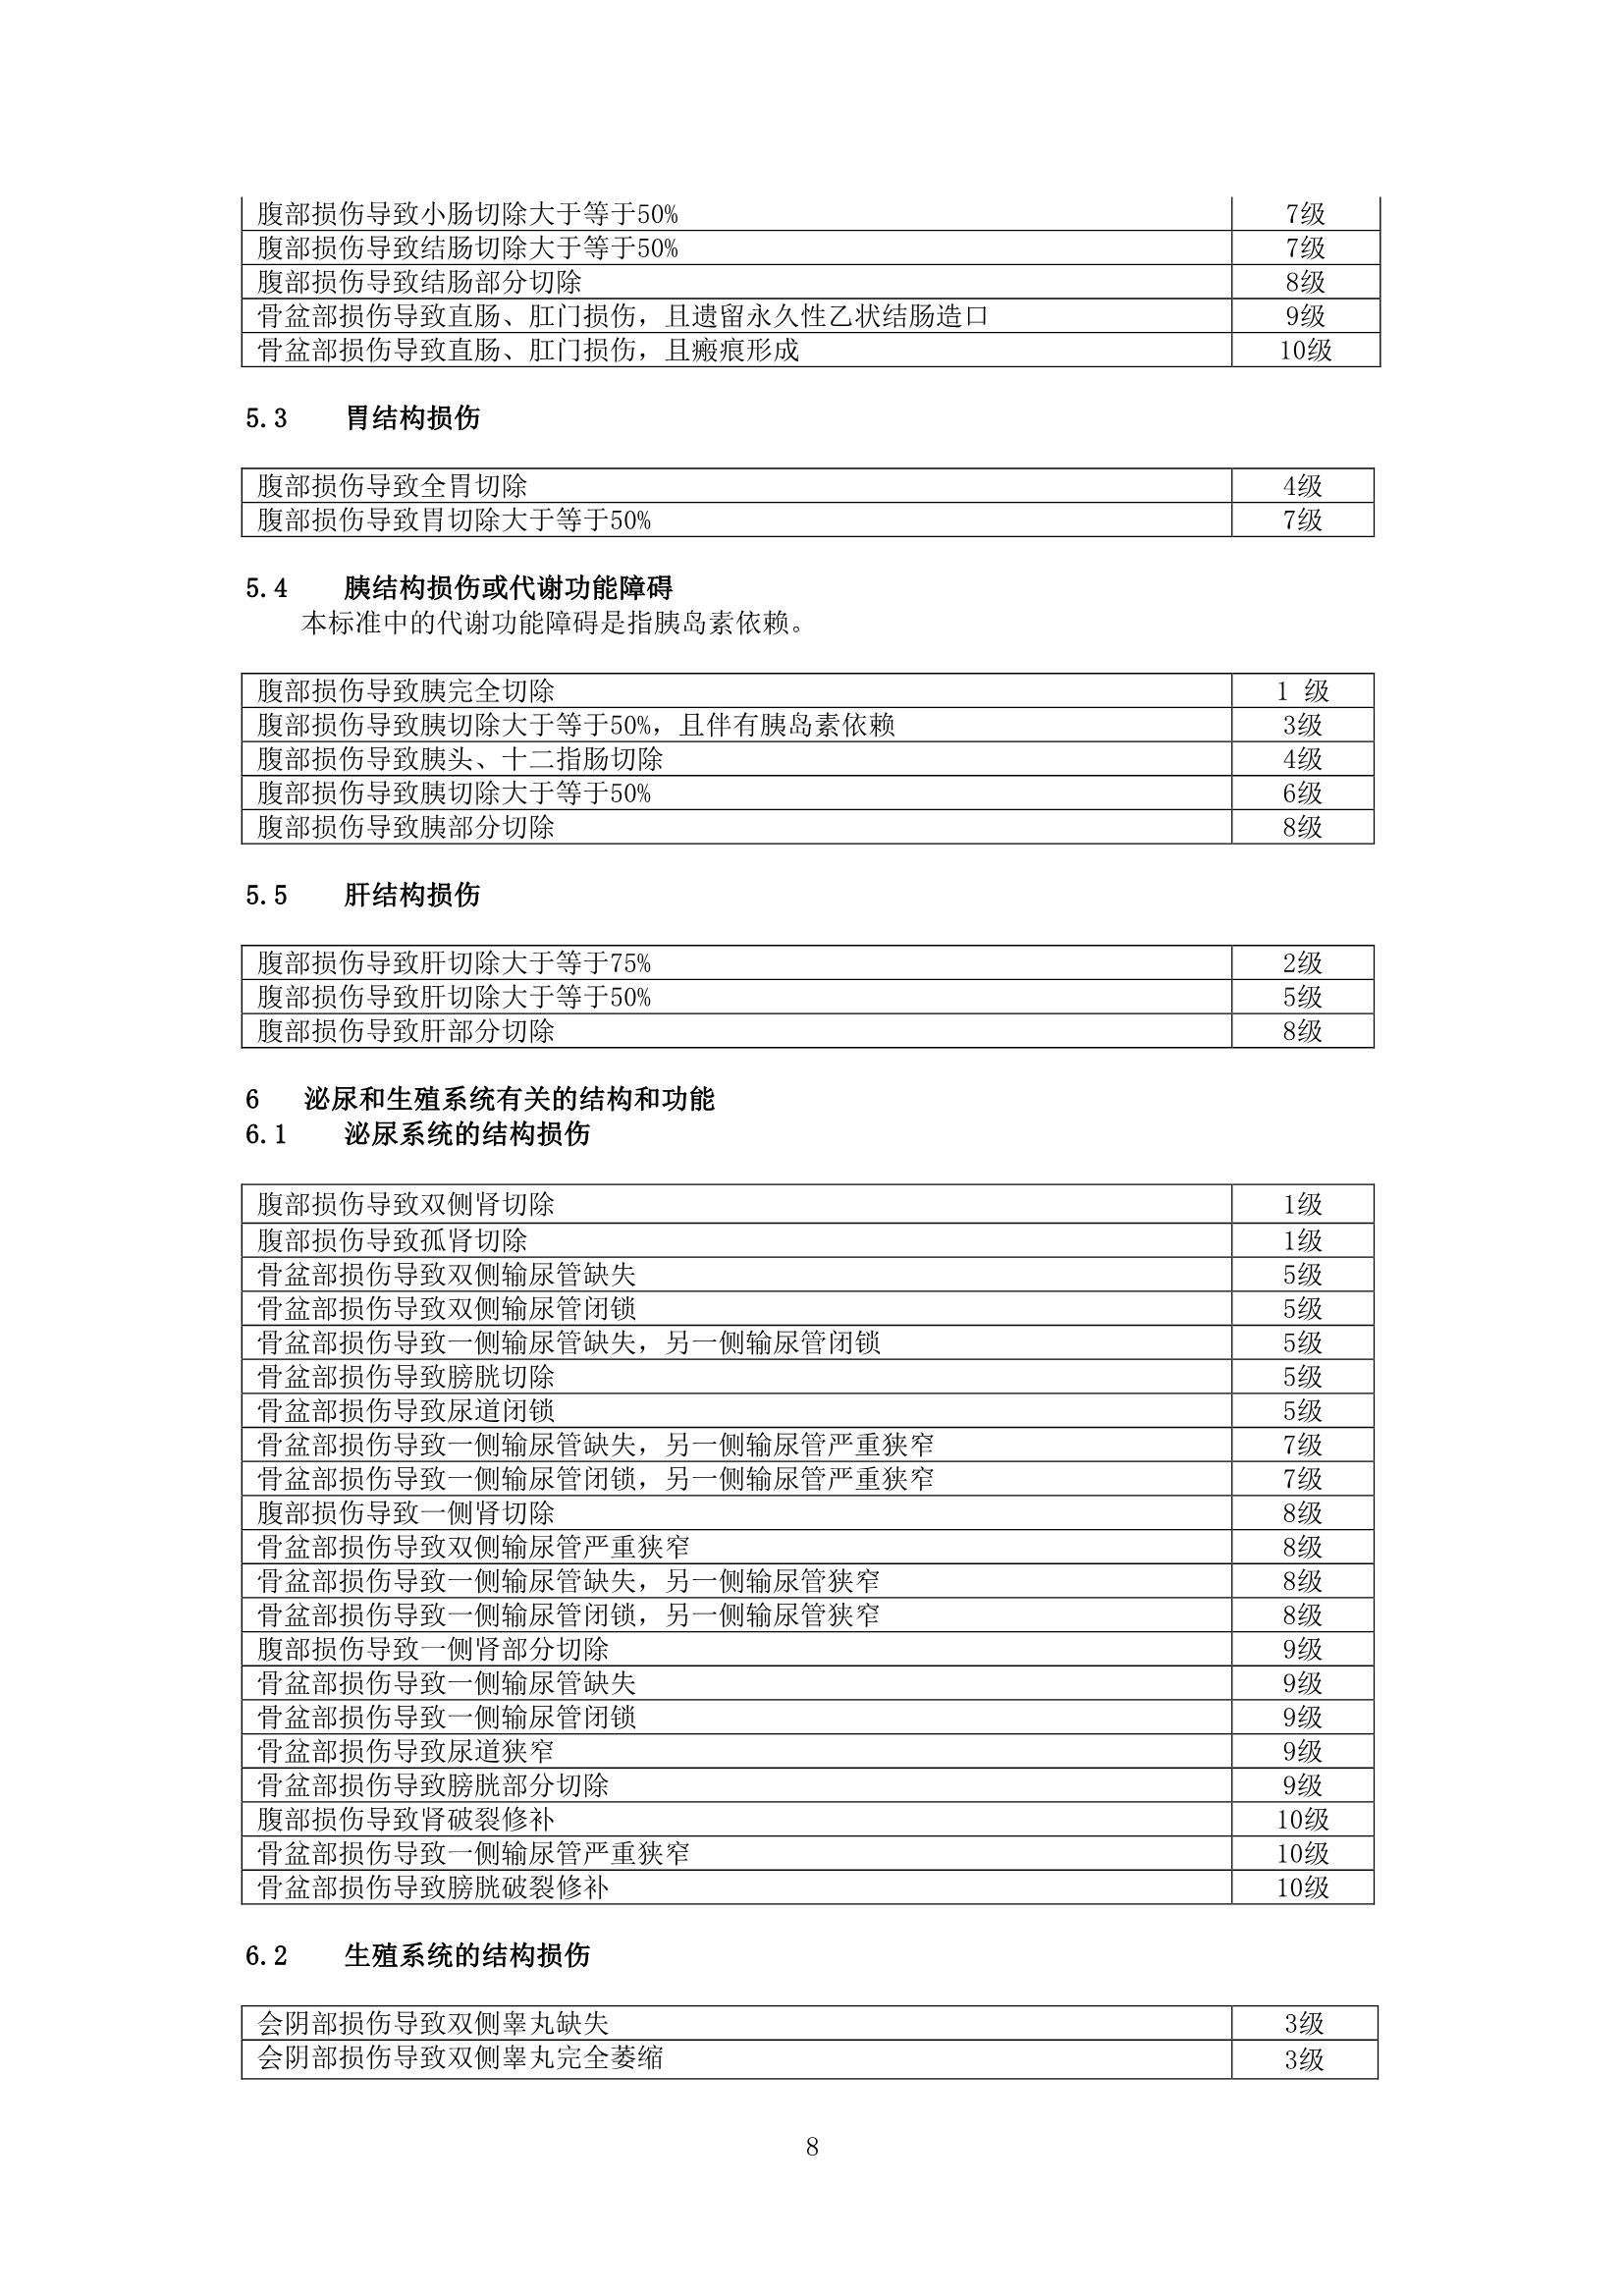 腹部损伤导致小肠切除大于等于50% 7级
腹部损伤导致结肠切除大于等于50% 7级
腹部损伤导致结肠部分切除 8级
骨盆部损伤导致直肠、肛门损伤，且遗留永久性乙状结肠造口 9级
骨盆部损伤导致直肠、肛门损伤，且瘢痕形成 10级
5.3 胃结构损伤
腹部损伤导致全胃切除 4级
腹部损伤导致胃切除大于等于50% 7级
5.4 胰结构损伤或代谢功能障碍
本标准中的代谢功能障碍是指胰岛素依赖。
腹部损伤导致胰完全切除 1 级
腹部损伤导致胰切除大于等于50%，且伴有胰岛素依赖 3级
腹部损伤导致胰头、十二指肠切除 4级
腹部损伤导致胰切除大于等于50% 6级
腹部损伤导致胰部分切除 8级
5.5 肝结构损伤
腹部损伤导致肝切除大于等于75% 2级
腹部损伤导致肝切除大于等于50% 5级
腹部损伤导致肝部分切除 8级
6 泌尿和生殖系统有关的结构和功能
6.1 泌尿系统的结构损伤
腹部损伤导致双侧肾切除 1级
腹部损伤导致孤肾切除 1级
骨盆部损伤导致双侧输尿管缺失 5级
骨盆部损伤导致双侧输尿管闭锁 5级
骨盆部损伤导致一侧输尿管缺失，另一侧输尿管闭锁 5级
骨盆部损伤导致膀胱切除 5级
骨盆部损伤导致尿道闭锁 5级
骨盆部损伤导致一侧输尿管缺失，另一侧输尿管严重狭窄 7级
骨盆部损伤导致一侧输尿管闭锁，另一侧输尿管严重狭窄 7级
腹部损伤导致一侧肾切除 8级
骨盆部损伤导致双侧输尿管严重狭窄 8级
骨盆部损伤导致一侧输尿管缺失，另一侧输尿管狭窄 8级
骨盆部损伤导致一侧输尿管闭锁，另一侧输尿管狭窄 8级
腹部损伤导致一侧肾部分切除 9级
骨盆部损伤导致一侧输尿管缺失 9级
骨盆部损伤导致一侧输尿管闭锁 9级
骨盆部损伤导致尿道狭窄 9级
骨盆部损伤导致膀胱部分切除 9级
腹部损伤导致肾破裂修补 10级
骨盆部损伤导致一侧输尿管严重狭窄 10级
骨盆部损伤导致膀胱破裂修补 10级
6.2 生殖系统的结构损伤
会阴部损伤导致双侧睾丸缺失 3级
会阴部损伤导致双侧睾丸完全萎缩 3级
8